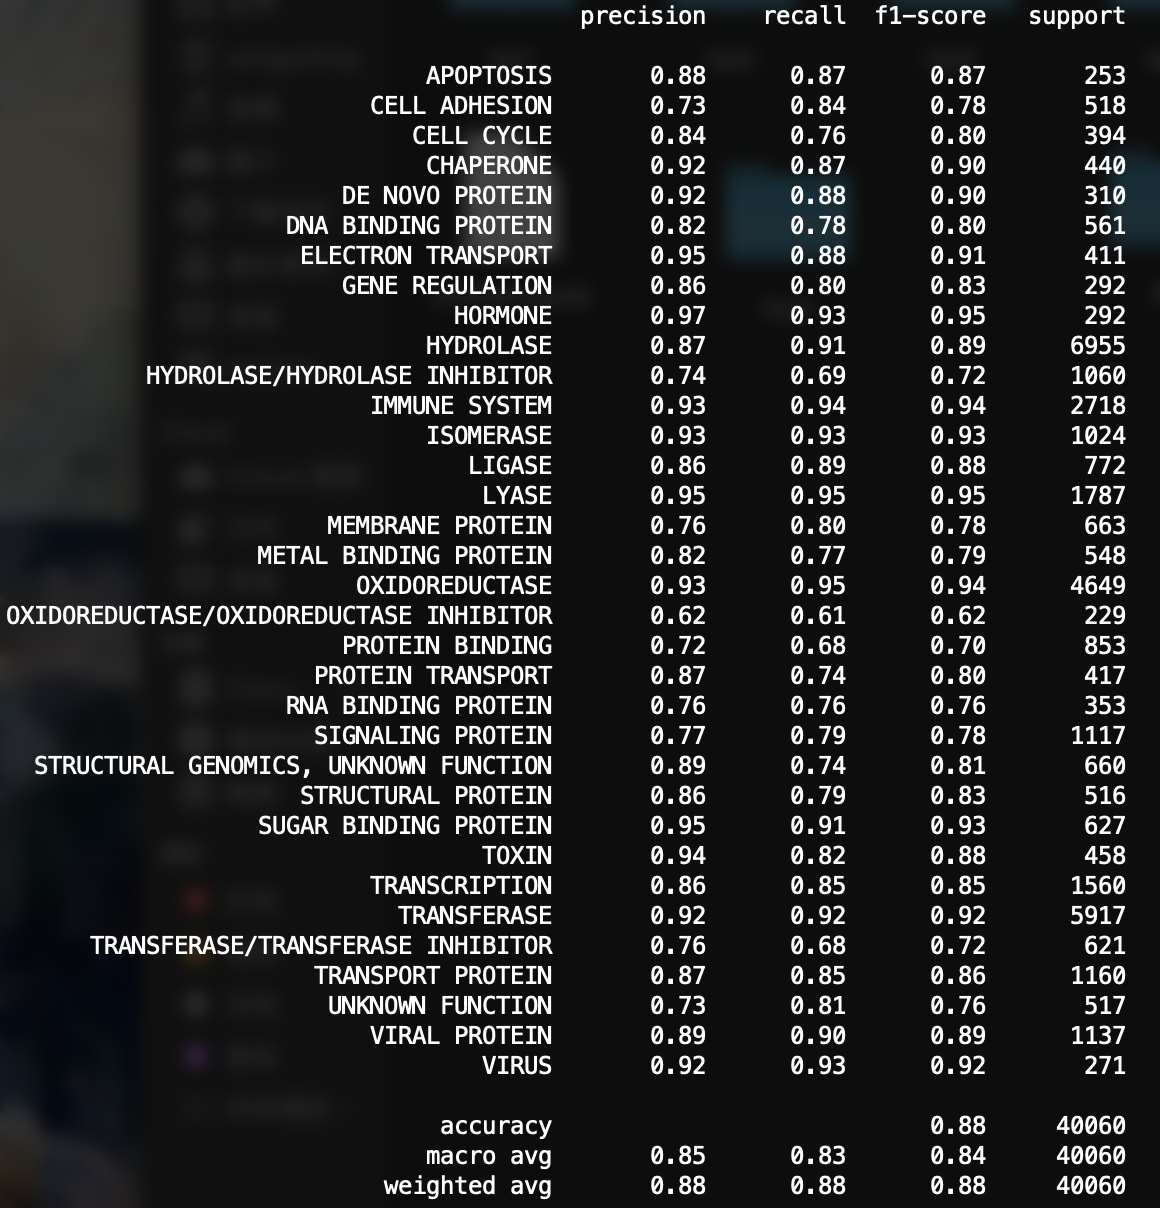 precision recall f1-score support
APOPTOSIS 0.88 0.87 0.87 253
CELL ADHESION 0.73 0.84 0.78 518
CELL CYCLE 0.84 0.76 0.80 394
CHAPERONE 0.92 0.87 0.90 440
DE NOVO PROTEIN 0.92 0.88 0.90 310
DNA BINDING PROTEIN 0.82 0.78 0.80 561
ELECTRON TRANSPORT 0.95 0.88 0.91 411
GENE REGULATION 0.86 0.80 0.83 292
HORMONE 0.97 0.93 0.95 292
HYDROLASE 0.87 0.91 0.89 6955
HYDROLASE/HYDROLASE INHIBITOR 0.74 0.69 0.72 1060
IMMUNE SYSTEM 0.93 0.94 0.94 2718
ISOMERASE 0.93 0.93 0.93 1024
LIGASE 0.86 0.89 0.88 772
LYASE 0.95 0.95 0.95 1787
MEMBRANE PROTEIN 0.76 0.80 0.78 663
METAL BINDING PROTEIN 0.82 0.77 0.79 548
OXIDOREDUCTASE 0.93 0.95 0.94 4649
OXIDOREDUCTASE/OXIDOREDUCTASE INHIBITOR 0.62 0.61 0.62 229
PROTEIN BINDING 0.72 0.68 0.70 853
PROTEIN TRANSPORT 0.87 0.74 0.80 417
RNA BINDING PROTEIN 0.76 0.76 0.76 353
SIGNALING PROTEIN 0.77 0.79 0.78 1117
STRUCTURAL GENOMICS, UNKNOWN FUNCTION 0.89 0.74 0.81 660
STRUCTURAL PROTEIN 0.86 0.79 0.83 516
SUGAR BINDING PROTEIN 0.95 0.91 0.93 627
TOXIN 0.94 0.82 0.88 458
TRANSCRIPTION 0.86 0.85 0.85 1560
TRANSFERASE 0.92 0.92 0.92 5917
TRANSFERASE/TRANSFERASE INHIBITOR 0.76 0.68 0.72 621
TRANSPORT PROTEIN 0.87 0.85 0.86 1160
UNKNOWN FUNCTION 0.73 0.81 0.76 517
VIRAL PROTEIN 0.89 0.90 0.89 1137
VIRUS 0.92 0.93 0.92 271
accuracy 0.88 40060
macro avg 0.85 0.83 0.84 40060
weighted avg 0.88 0.88 0.88 40060